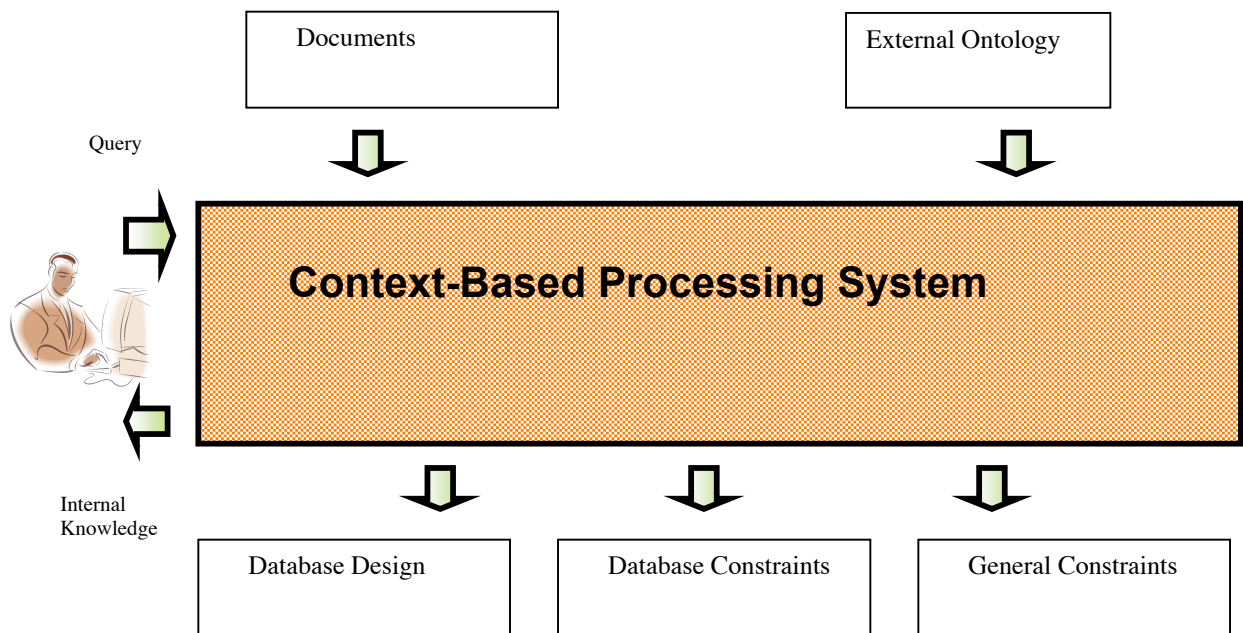 Documents
External Ontology
Query
Context-Based Processing System
Internal
Knowledge
Database Design
Database Constraints
General Constraints